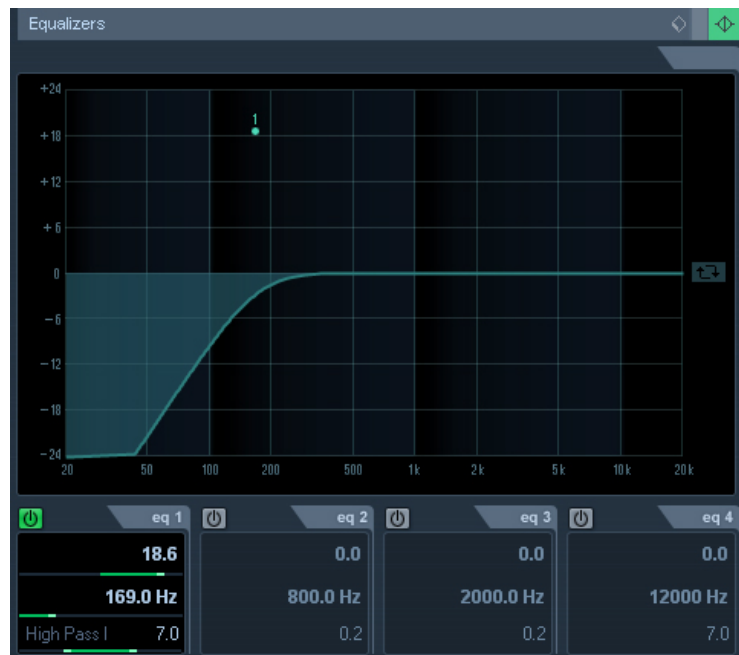 Equalizers
+24
1
+18
+12
+6
0
−6
−12
−18
−24
20 50 100 200 500 1k 2k 5k 10k 20k
eq 1 eq 2 eq 3 eq 4
18.6 0.0 0.0 0.0
169.0 Hz 800.0 Hz 2000.0 Hz 12000 Hz
High Pass I 7.0 0.2 0.2 7.0